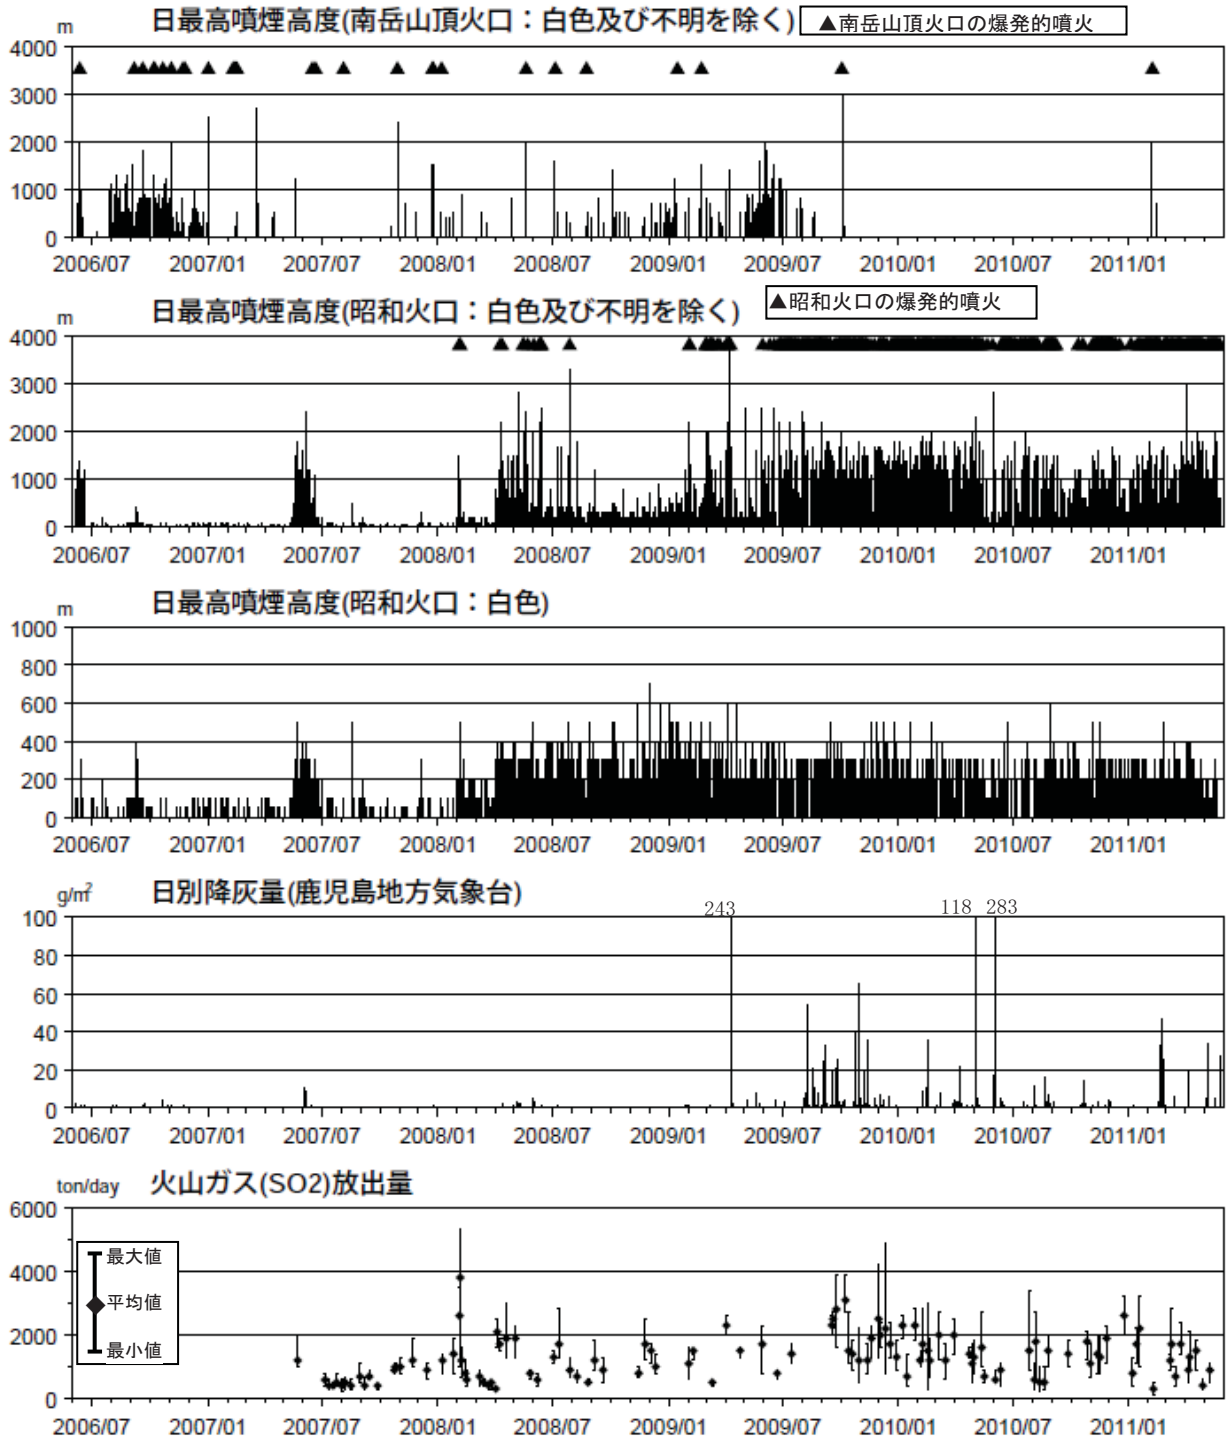 m 日最高噴煙高度(南岳山頂火口：白色及び不明を除く) ▲南岳山頂火口の爆発的噴火
4000
3000
2000
1000
0
2006/07 2007/01 2007/07 2008/01 2008/07 2009/01 2009/07 2010/01 2010/07 2011/01
m 日最高噴煙高度(昭和火口：白色及び不明を除く) ▲昭和火口の爆発的噴火
4000
3000
2000
1000
0
2006/07 2007/01 2007/07 2008/01 2008/07 2009/01 2009/07 2010/01 2010/07 2011/01
m 日最高噴煙高度(昭和火口：白色)
1000
800
600
400
200
0
2006/07 2007/01 2007/07 2008/01 2008/07 2009/01 2009/07 2010/01 2010/07 2011/01
g/㎡ 日別降灰量(鹿児島地方気象台)
243 118 283
100
80
60
40
20
0
2006/07 2007/01 2007/07 2008/01 2008/07 2009/01 2009/07 2010/01 2010/07 2011/01
ton/day 火山ガス(SO2)放出量
6000
最大値
4000
平均値
2000
最小値
0
2006/07 2007/01 2007/07 2008/01 2008/07 2009/01 2009/07 2010/01 2010/07 2011/01